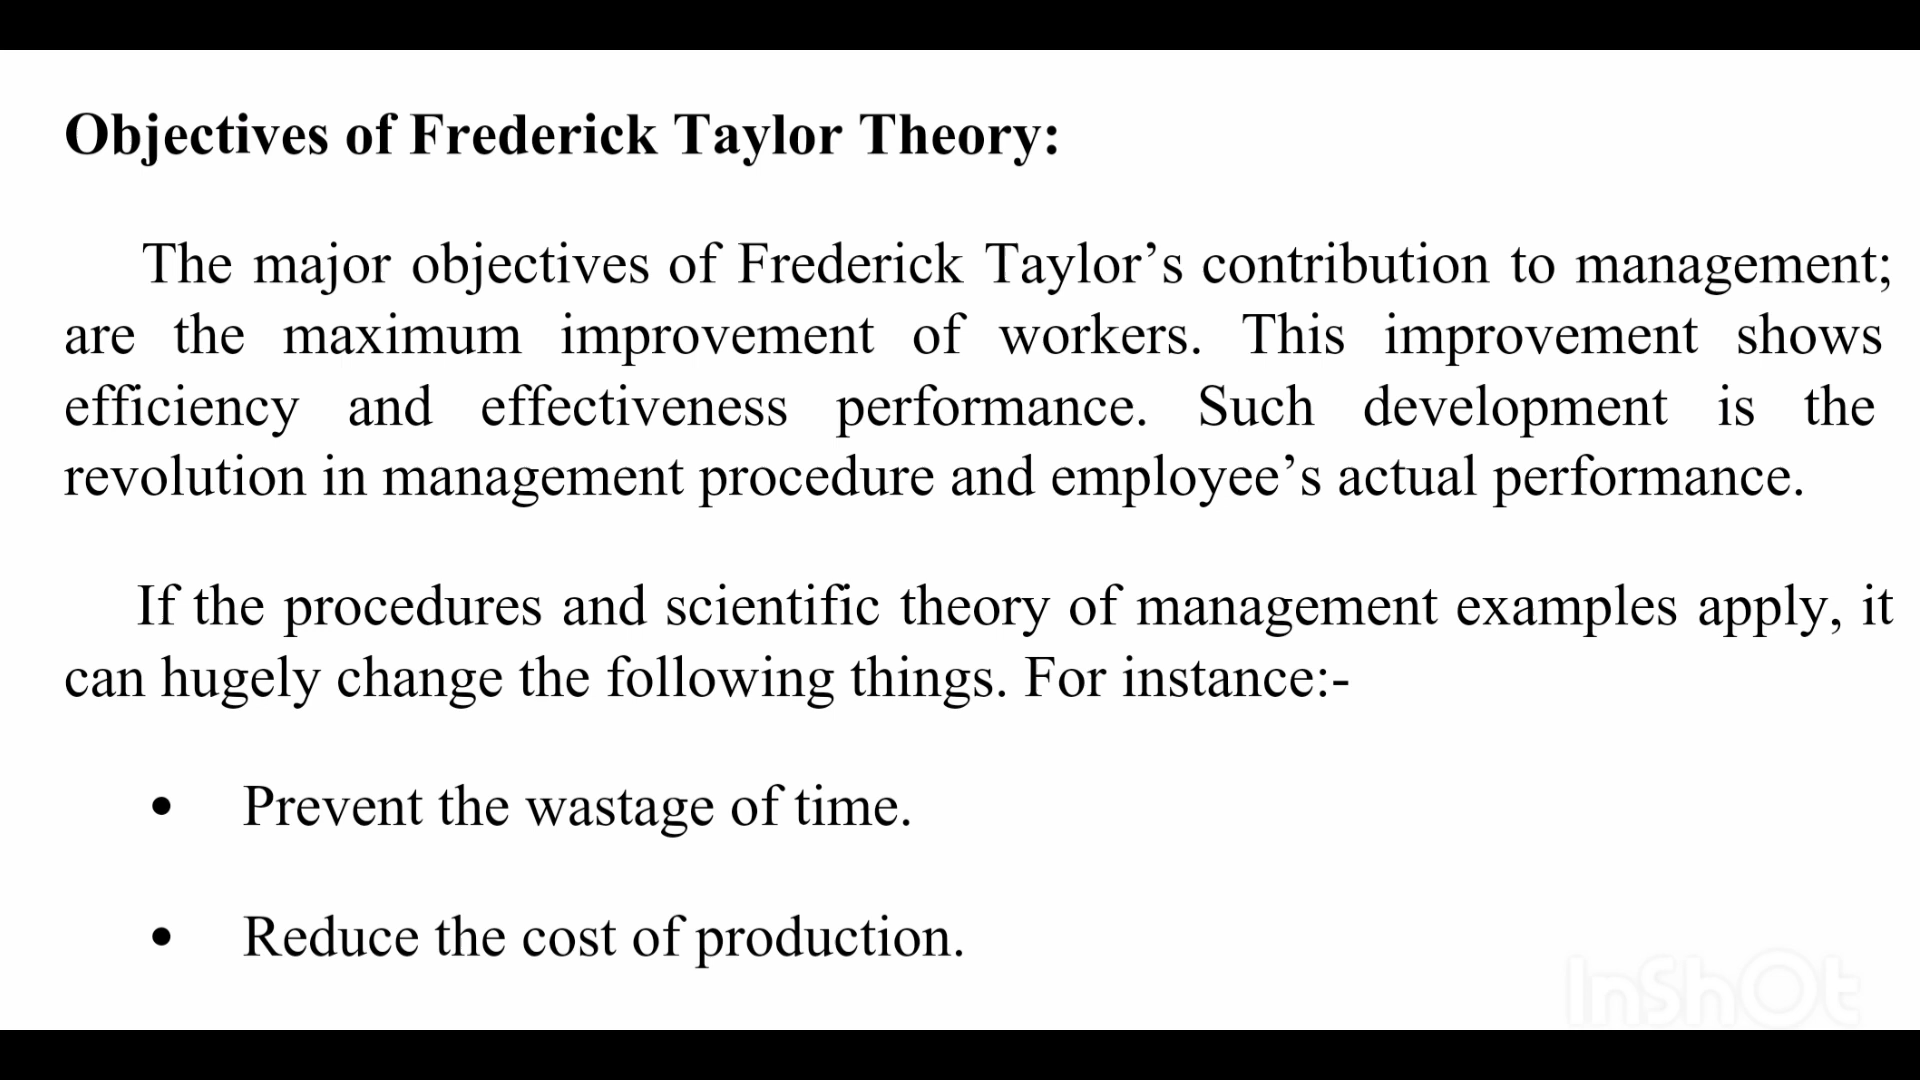 Objectives of Frederick Taylor Theory:
The major objectives of Frederick Taylor’s contribution to management;
are the maximum improvement of workers. This improvement shows
efficiency and effectiveness performance. Such development is the
revolution in management procedure and employee’s actual performance.
If the procedures and scientific theory of management examples apply, it
can hugely change the following things. For instance:-
• Prevent the wastage of time.
• Reduce the cost of production.
InShOt